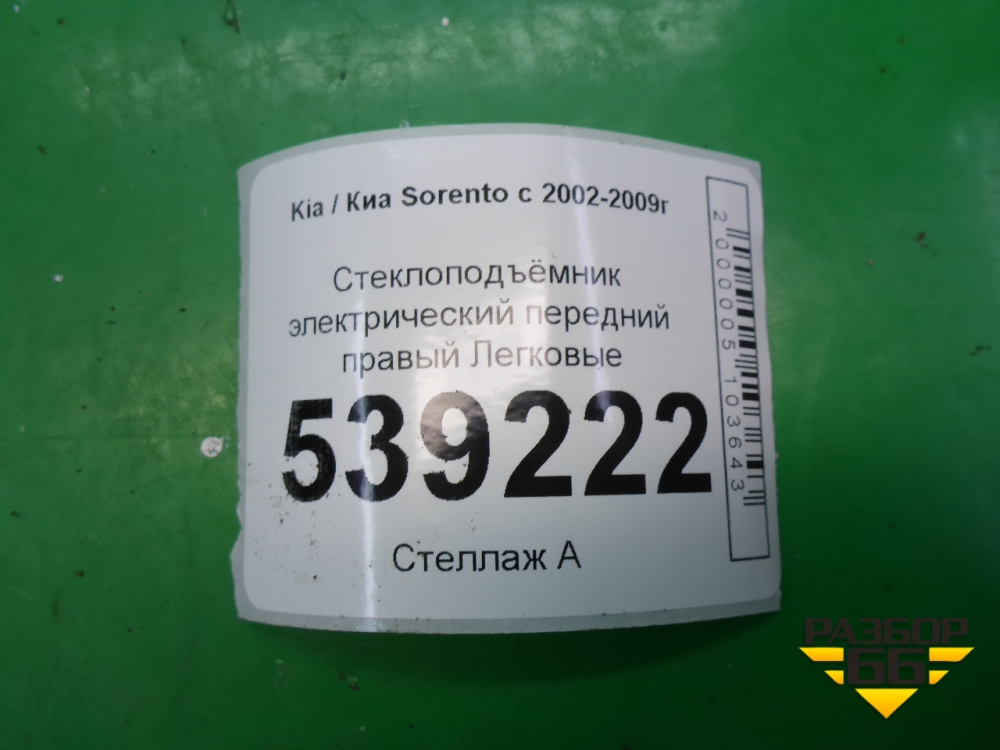 Kia / Киа Sorento с 2002-2009г
Стеклоподъёмник
электрический передний
правый Легковые
539222
Стеллаж А
2000005103643
РАЗБОР
66